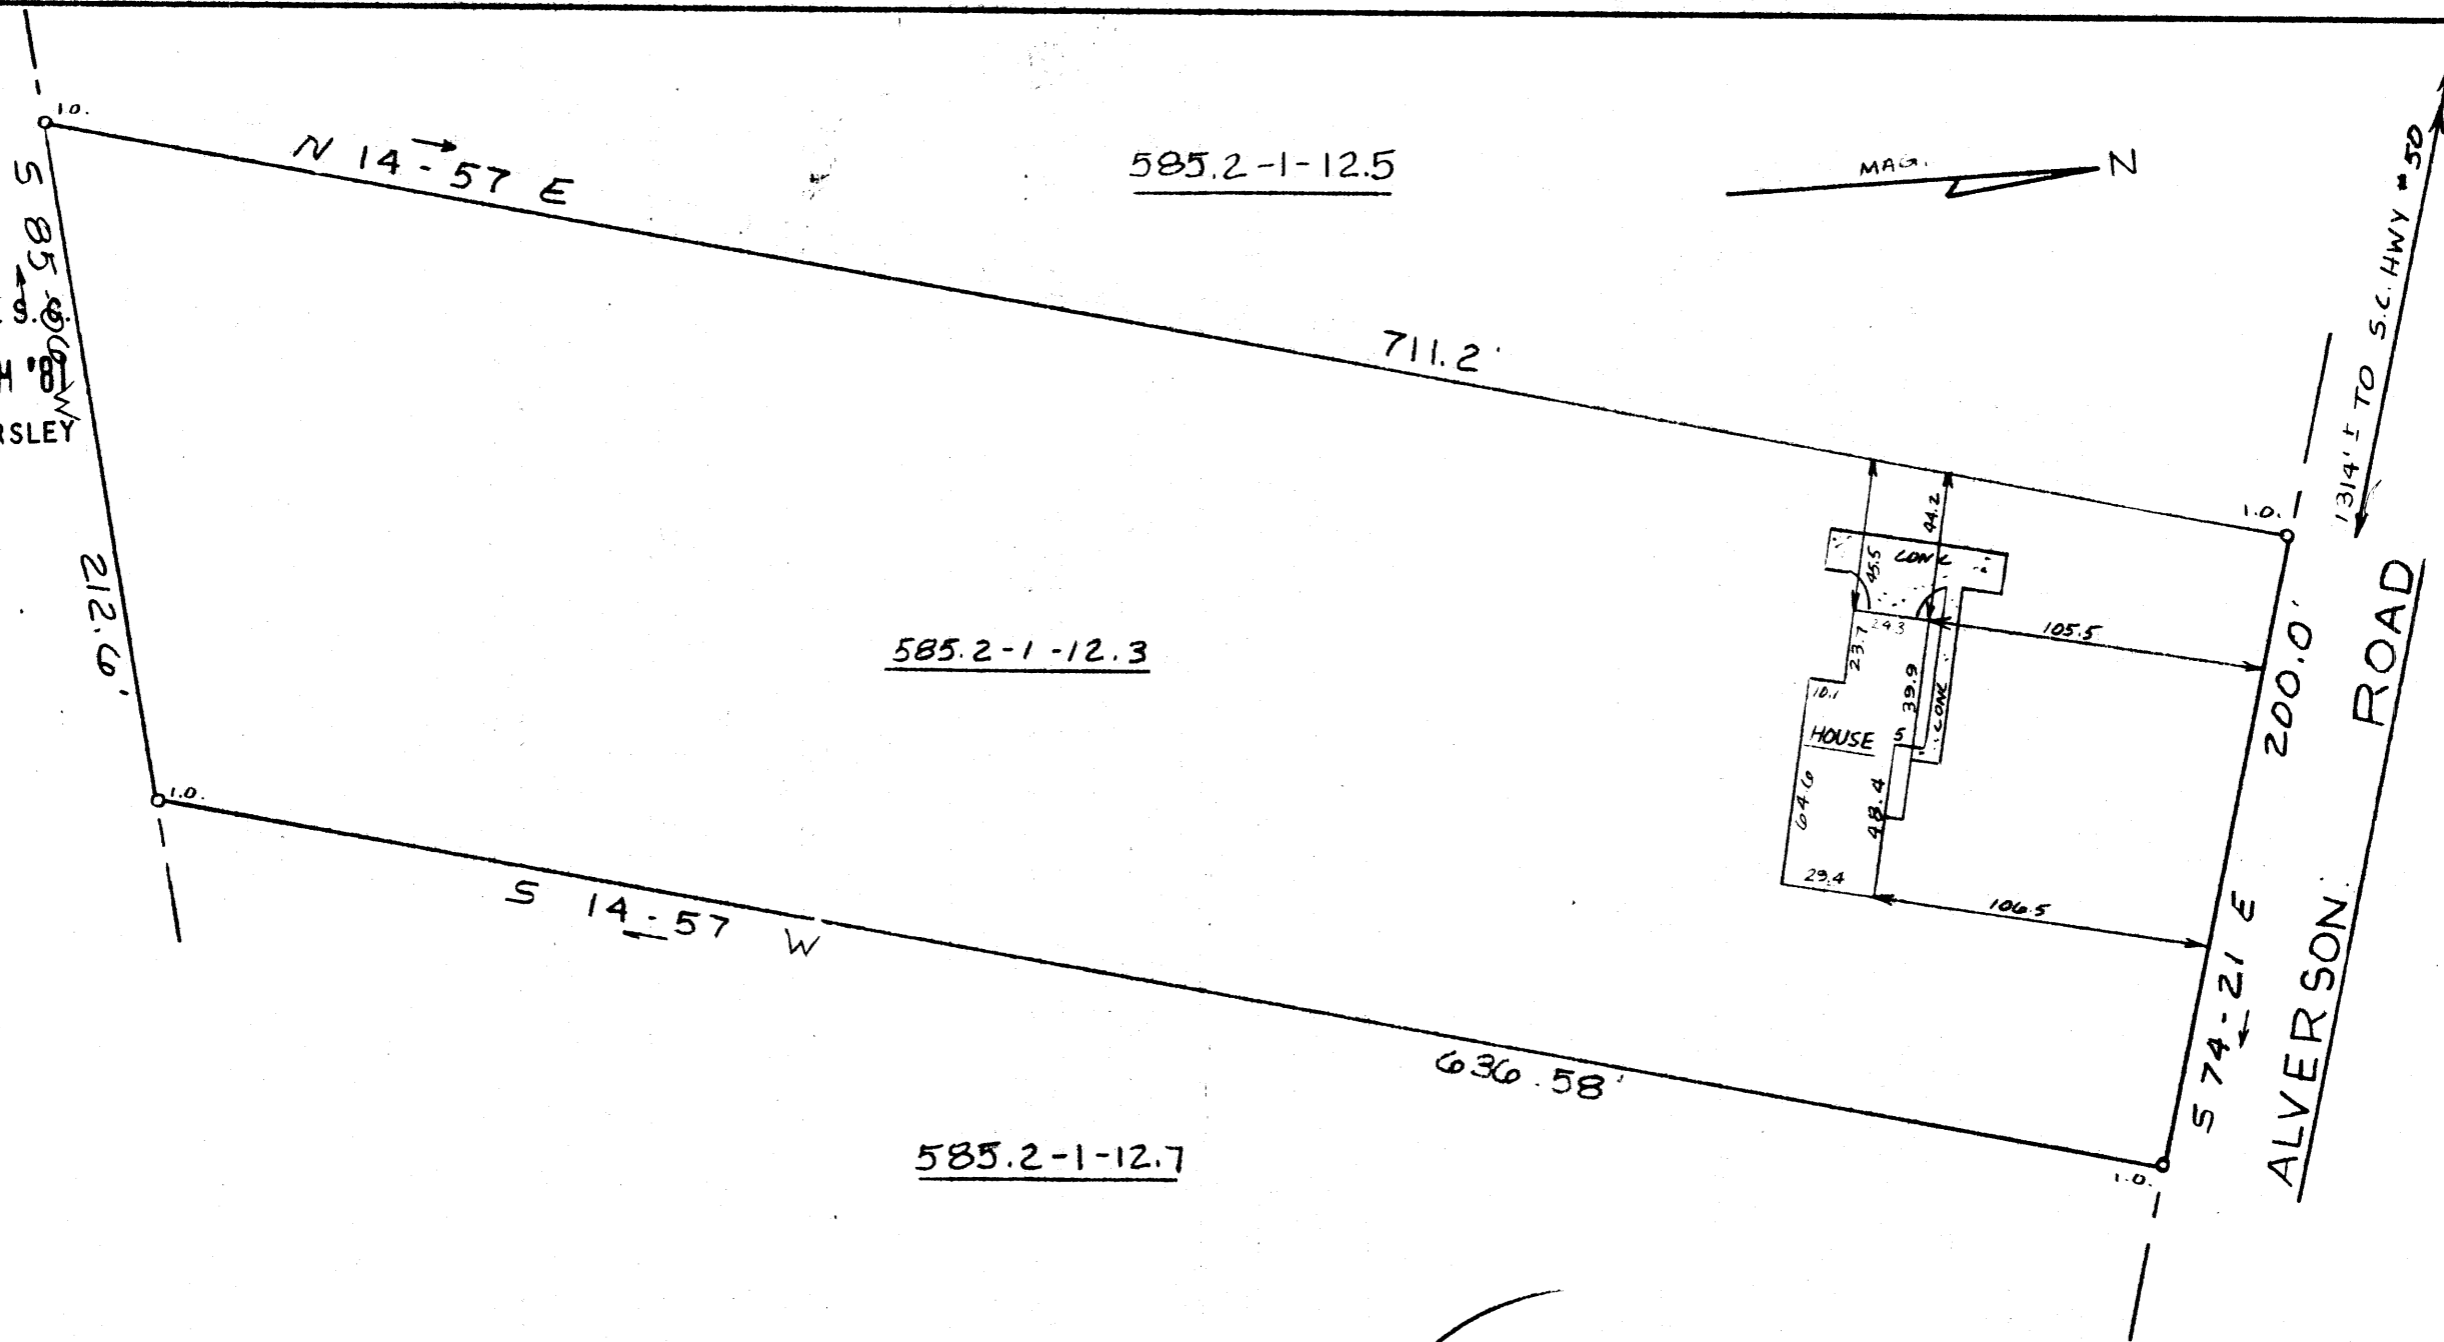 I.O.
N 14-57 E
585.2-1-12.5
MAG. N
1314' ± TO S.C. HWY - 50
S 85-56 W
S.C.
H '81
RSLEY
711.2'
I.O.
44.2
45.5
CONC
24.3
105.5
23.7
10.1
39.9
CONC
HOUSE 5
64.6
48.4
29.4
106.5
200.0'
S 74-21 E
ALVERSON ROAD
212.6'
585.2-1-12.3
I.O.
S 14-57 W
636.58'
I.O.
585.2-1-12.7